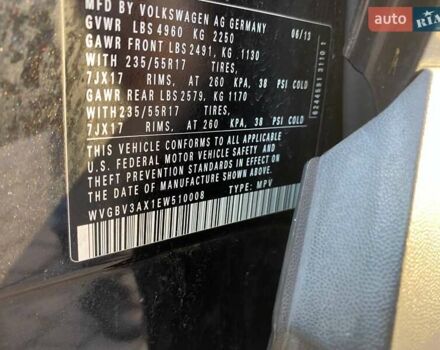 MFD BY VOLKSWAGEN AG GERMANY 06/13
GVWR LBS 4960 KG 2250
GAWR FRONT LBS 2491, KG 1130
WITH 235/55R17 TIRES,
7JX17 RIMS, AT 260 KPA, 38 PSI COLD
GAWR REAR LBS 2579, KG 1170
WITH 235/55R17 TIRES,
7JX17 RIMS, AT 260 KPA, 38 PSI COLD
THIS VEHICLE CONFORMS TO ALL APPLICABLE
U.S. FEDERAL MOTOR VEHICLE SAFETY AND
THEFT PREVENTION STANDARDS IN EFFECT ON
THE DATE OF MANUFACTURE SHOWN ABOVE.
WVGBV3AX1EW510008 TYPE: MPV
auto RIA